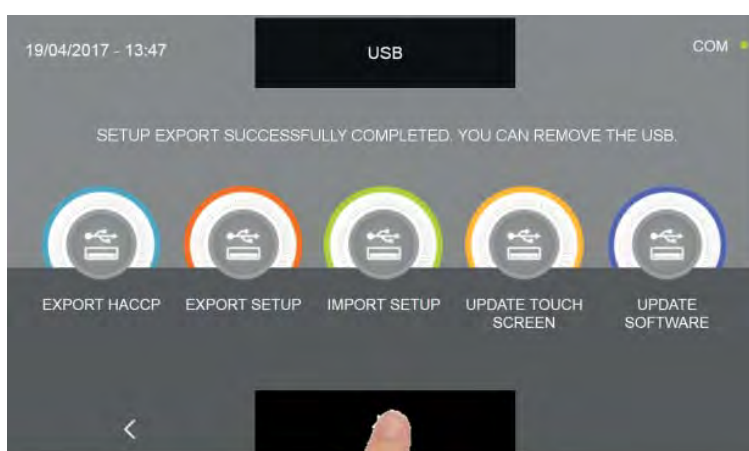 19/04/2017 - 13:47
USB
COM
SETUP EXPORT SUCCESSFULLY COMPLETED. YOU CAN REMOVE THE USB.
EXPORT HACCP
EXPORT SETUP
IMPORT SETUP
UPDATE TOUCH
SCREEN
UPDATE
SOFTWARE